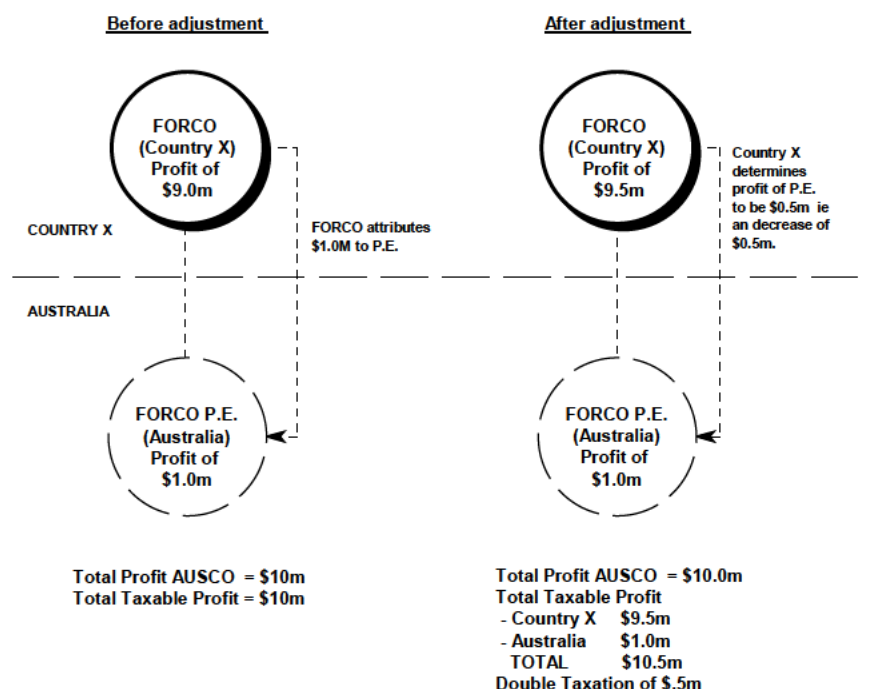 Before adjustment
FORCO
(Country X)
Profit of
$9.0m
FORCO attributes
$1.0M to P.E.
COUNTRY X
AUSTRALIA
FORCO P.E.
(Australia)
Profit of
$1.0m
Total Profit AUSCO = $10m
Total Taxable Profit = $10m
After adjustment
FORCO
(Country X)
Profit of
$9.5m
Country X
determines
profit of P.E.
to be $0.5m ie
an decrease of
$0.5m.
FORCO P.E.
(Australia)
Profit of
$1.0m
Total Profit AUSCO = $10.0m
Total Taxable Profit
- Country X $9.5m
- Australia $1.0m
TOTAL $10.5m
Double Taxation of $.5m